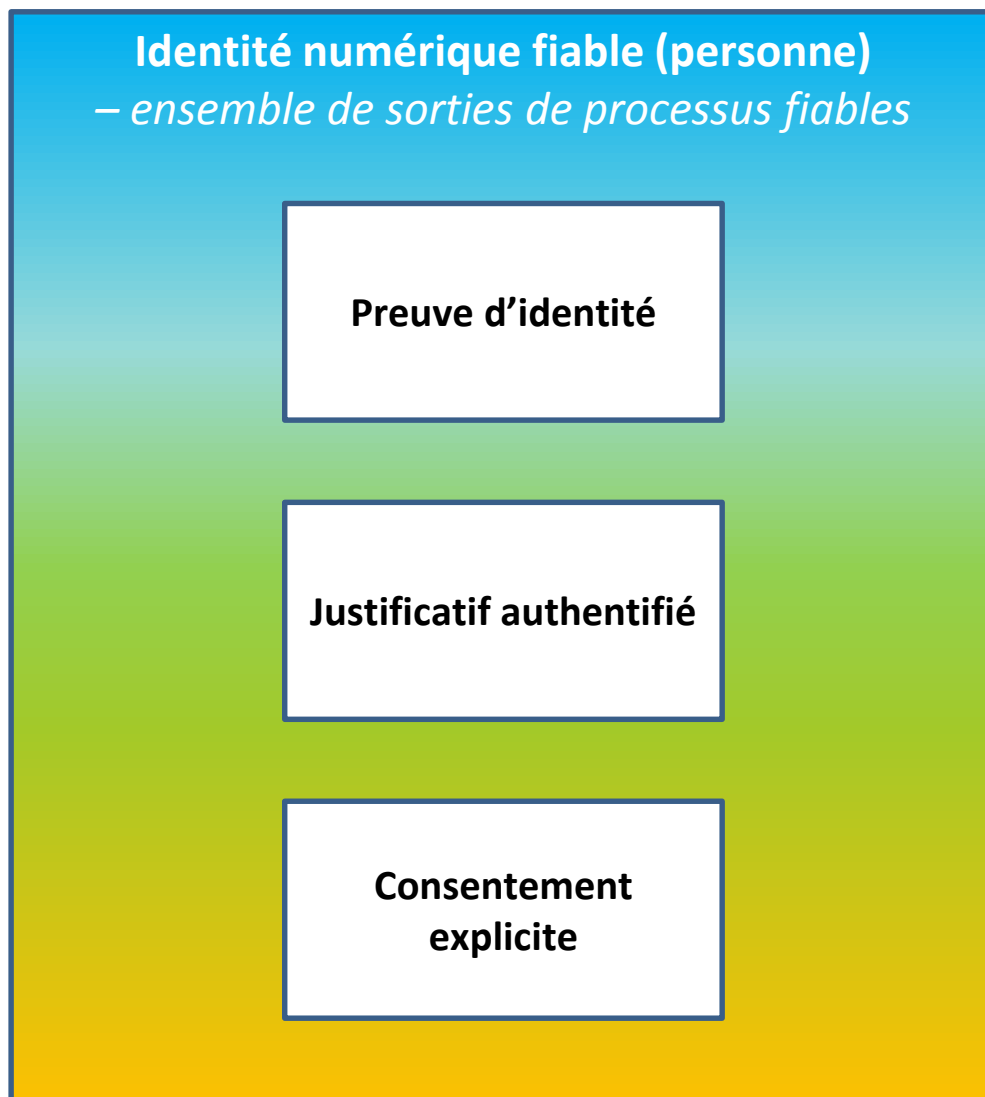 Identité numérique fiable (personne)
– ensemble de sorties de processus fiables
Preuve d’identité
Justificatif authentifié
Consentement
explicite